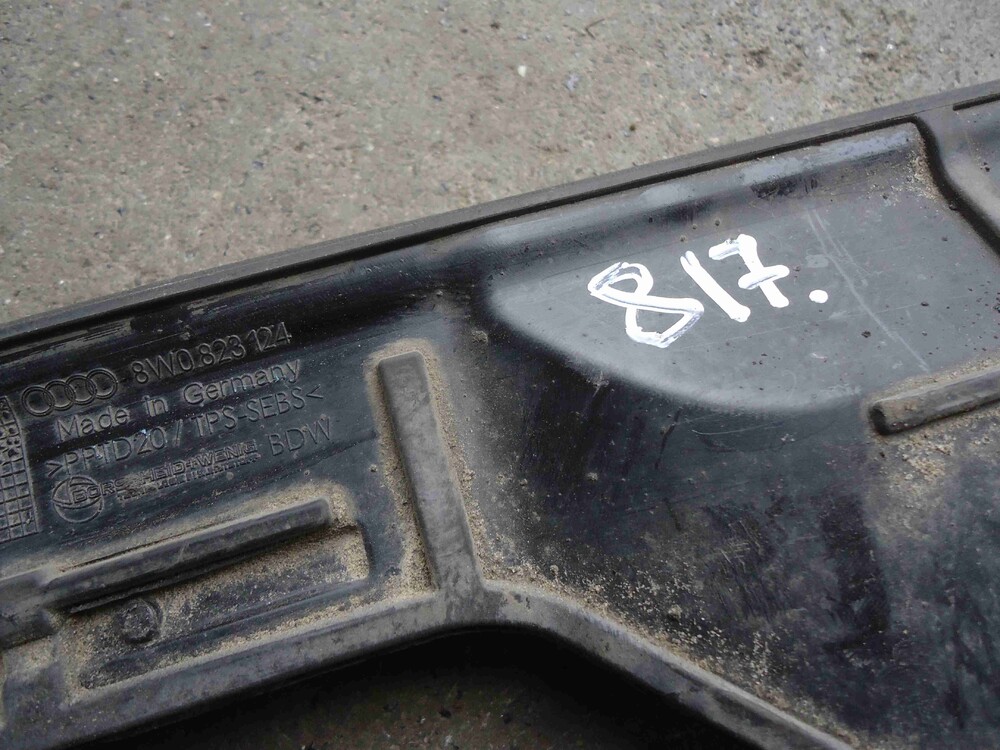 817.
8W0 823 124
Made in Germany
>PP TD20 / TPS-SEBS<
BDW